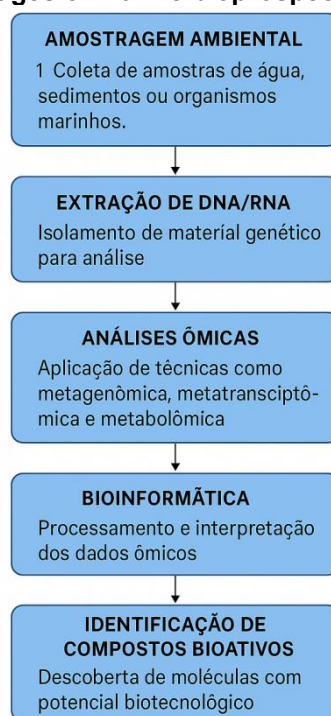 AMOSTRAGEM AMBIENTAL
1 Coleta de amostras de água,
sedimentos ou organismos
marinhos.
EXTRAÇÃO DE DNA/RNA
Isolamento de material genético
para análise
ANÁLISES ÔMICAS
Aplicação de técnicas como
metagenòmica, metatransciptô-
mica e metabolômica
BIOINFORMÃTICA
Processamento e interpretação
dos dados ômicos
IDENTIFICAÇÃO DE
COMPOSTOS BIOATIVOS
Descoberta de moléculas com
potencial biotecnolôgico